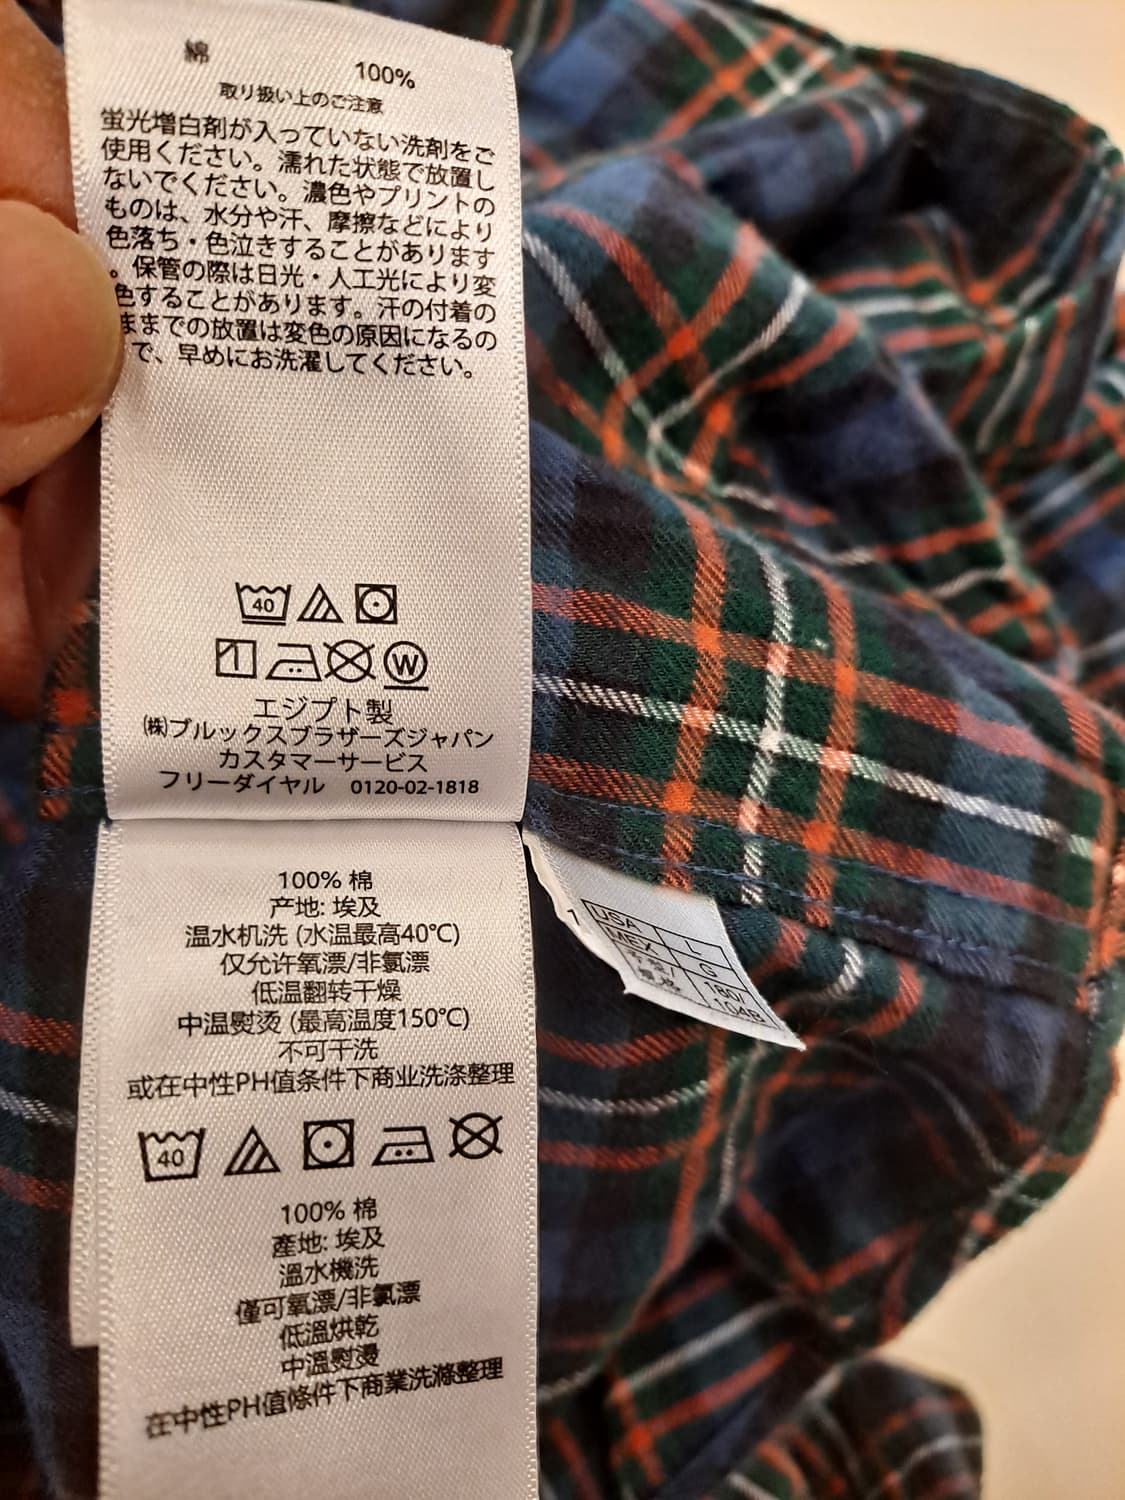 綿
100%
取り扱い上のご注意
蛍光増白剤が入っていない洗剤をご
使用ください。濡れた状態で放置し
ないでください。濃色やプリントの
ものは、水分や汗、摩擦などにより
色落ち・色泣きすることがあります
。保管の際は日光・人工光により変
色することがあります。汗の付着の
ままでの放置は変色の原因になるの
で、早めにお洗濯してください。
40
W
エジプト製
(株)ブルックスブラザーズジャパン
カスタマーサービス
フリーダイヤル 0120-02-1818
100% 棉
产地: 埃及
温水机洗 (水温最高40℃)
仅允许氧漂/非氯漂
低温翻转干燥
中温熨烫 (最高温度150℃)
不可干洗
或在中性PH值条件下商业洗涤整理
40
100% 棉
產地: 埃及
溫水機洗
僅可氧漂/非氯漂
低溫烘乾
中溫熨燙
在中性PH值條件下商業洗滌整理
1
USA L
MEX G
号型/ 180/
104B